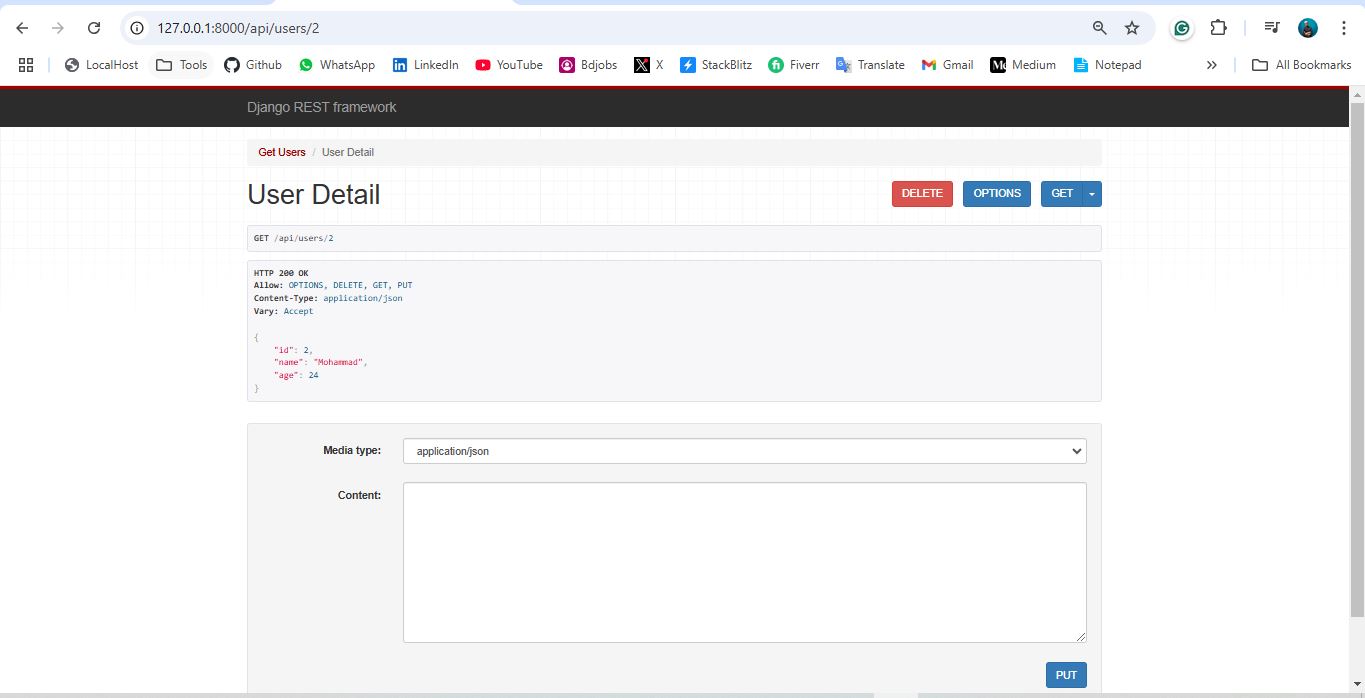 127.0.0.1:8000/api/users/2
LocalHost Tools Github WhatsApp LinkedIn YouTube Bdjobs X StackBlitz Fiverr Translate Gmail Medium Notepad » All Bookmarks
Django REST framework
Get Users / User Detail
User Detail
DELETE OPTIONS GET
GET /api/users/2
HTTP 200 OK
Allow: OPTIONS, DELETE, GET, PUT
Content-Type: application/json
Vary: Accept
{
    "id": 2,
    "name": "Mohammad",
    "age": 24
}
Media type: application/json
Content:
PUT